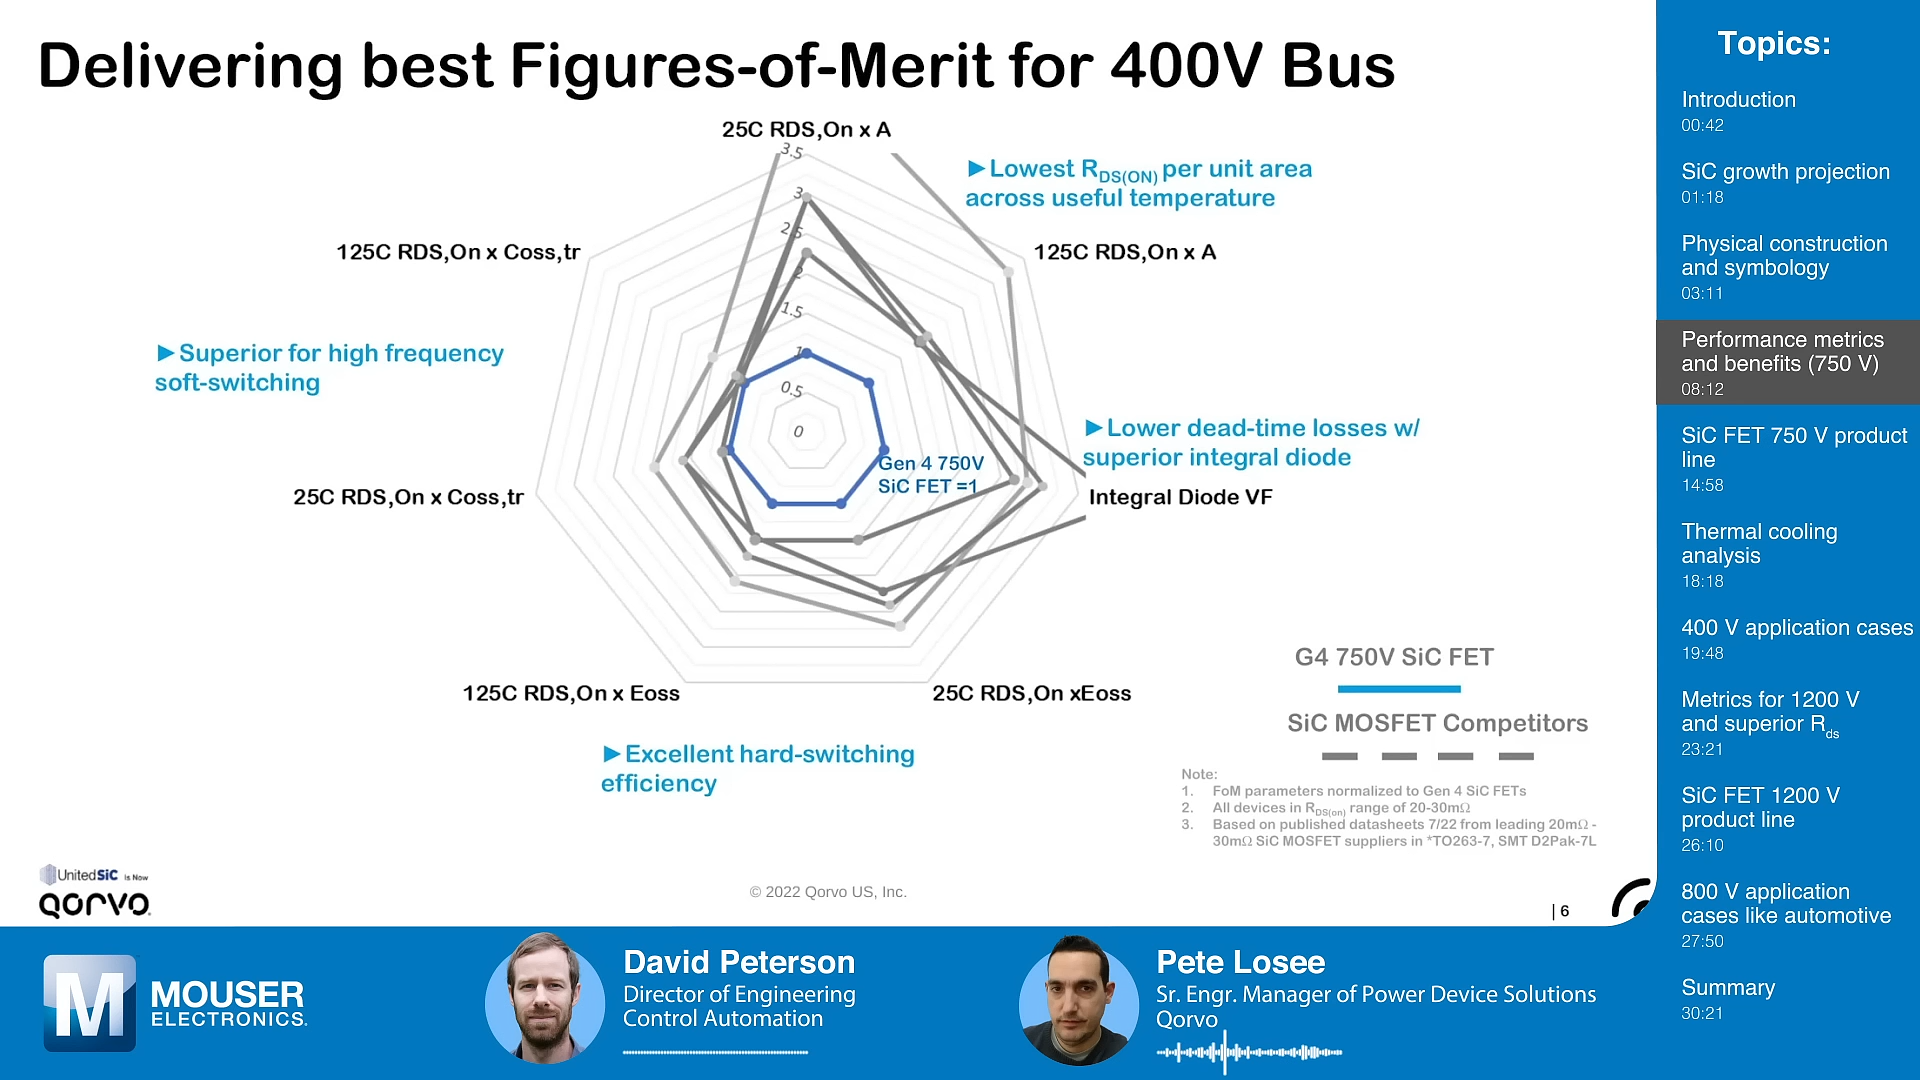 Delivering best Figures-of-Merit for 400V Bus
25C RDS,On x A
3.5
3
2.5
2
1.5
1
0.5
0
►Lowest RDS(ON) per unit area
across useful temperature
125C RDS,On x Coss,tr
125C RDS,On x A
►Superior for high frequency
soft-switching
►Lower dead-time losses w/
superior integral diode
Gen 4 750V
SiC FET =1
25C RDS,On x Coss,tr
Integral Diode VF
125C RDS,On x Eoss
25C RDS,On xEoss
►Excellent hard-switching
efficiency
G4 750V SiC FET
SiC MOSFET Competitors
Note:
1. FoM parameters normalized to Gen 4 SiC FETs
2. All devices in RDS(on) range of 20-30mΩ
3. Based on published datasheets 7/22 from leading 20mΩ -
30mΩ SiC MOSFET suppliers in *TO263-7, SMT D2Pak-7L
UnitedSiC is Now
QORVO
© 2022 Qorvo US, Inc.
| 6
Topics:
Introduction
00:42
SiC growth projection
01:18
Physical construction
and symbology
03:11
Performance metrics
and benefits (750 V)
08:12
SiC FET 750 V product
line
14:58
Thermal cooling
analysis
18:18
400 V application cases
19:48
Metrics for 1200 V
and superior Rds
23:21
SiC FET 1200 V
product line
26:10
800 V application
cases like automotive
27:50
Summary
30:21
M
MOUSER
ELECTRONICS.
David Peterson
Director of Engineering
Control Automation
Pete Losee
Sr. Engr. Manager of Power Device Solutions
Qorvo